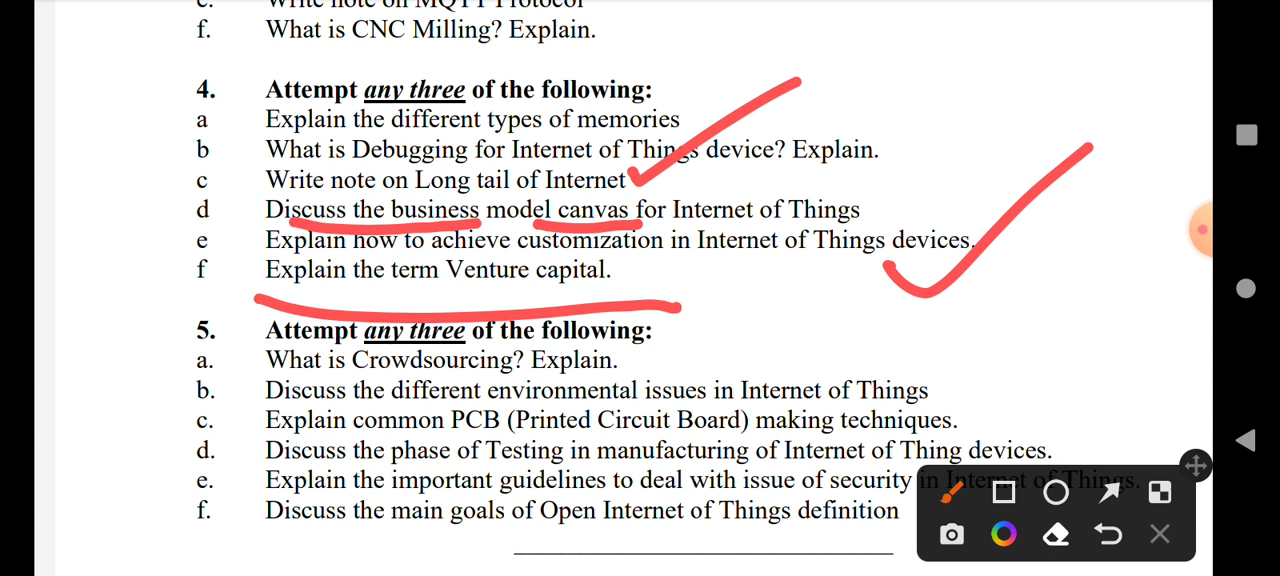 f. What is CNC Milling? Explain.
4. Attempt any three of the following:
a Explain the different types of memories
b What is Debugging for Internet of Things device? Explain.
c Write note on Long tail of Internet
d Discuss the business model canvas for Internet of Things
e Explain how to achieve customization in Internet of Things devices.
f Explain the term Venture capital.
5. Attempt any three of the following:
a. What is Crowdsourcing? Explain.
b. Discuss the different environmental issues in Internet of Things
c. Explain common PCB (Printed Circuit Board) making techniques.
d. Discuss the phase of Testing in manufacturing of Internet of Thing devices.
e. Explain the important guidelines to deal with issue of security in Internet of Things.
f. Discuss the main goals of Open Internet of Things definition